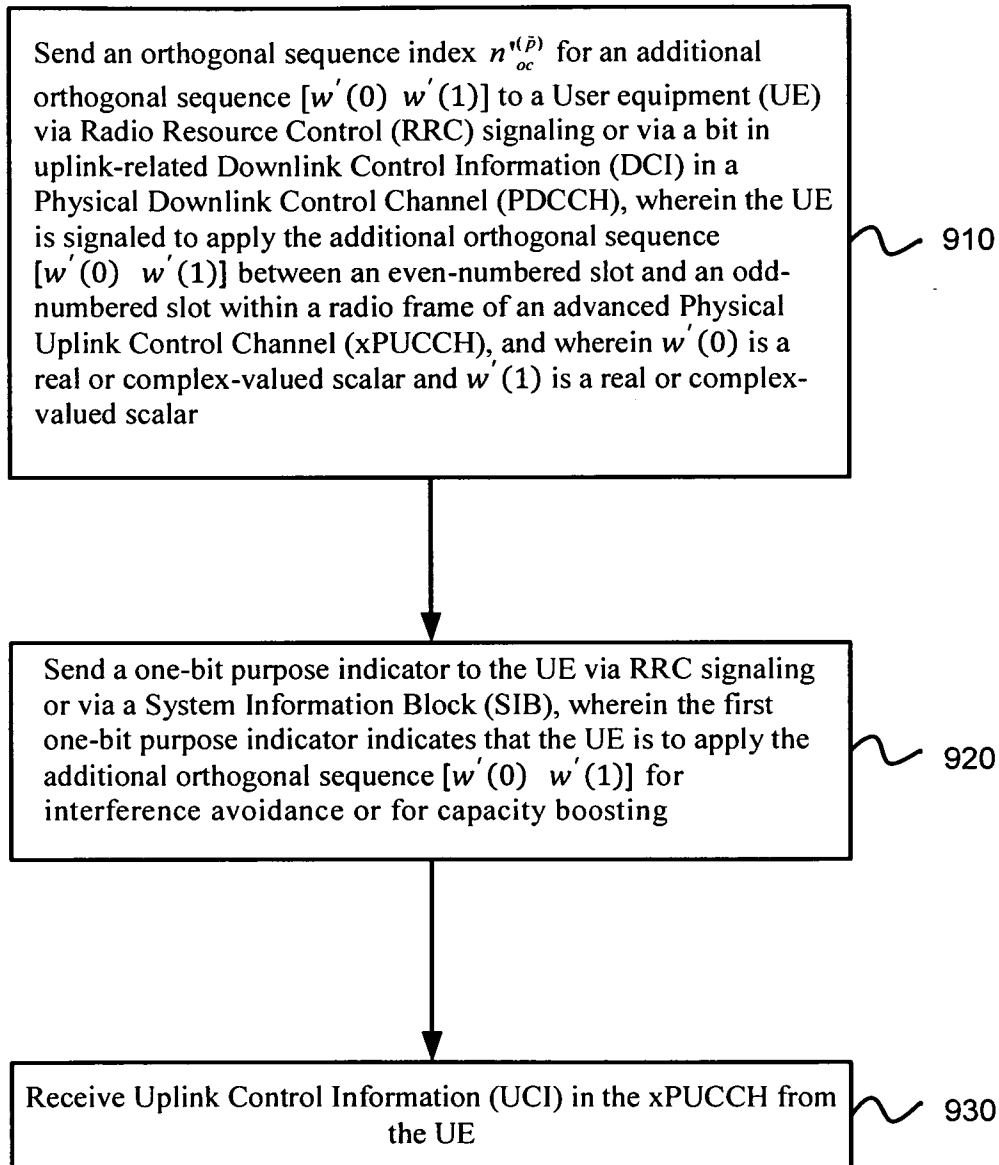 Send an orthogonal sequence index n'^{(p̃)}_{oc} for an additional
orthogonal sequence [w'(0) w'(1)] to a User equipment (UE)
via Radio Resource Control (RRC) signaling or via a bit in
uplink-related Downlink Control Information (DCI) in a
Physical Downlink Control Channel (PDCCH), wherein the UE
is signaled to apply the additional orthogonal sequence
[w'(0) w'(1)] between an even-numbered slot and an odd-
numbered slot within a radio frame of an advanced Physical
Uplink Control Channel (xPUCCH), and wherein w'(0) is a
real or complex-valued scalar and w'(1) is a real or complex-
valued scalar
910
Send a one-bit purpose indicator to the UE via RRC signaling
or via a System Information Block (SIB), wherein the first
one-bit purpose indicator indicates that the UE is to apply the
additional orthogonal sequence [w'(0) w'(1)] for
interference avoidance or for capacity boosting
920
Receive Uplink Control Information (UCI) in the xPUCCH from
the UE
930